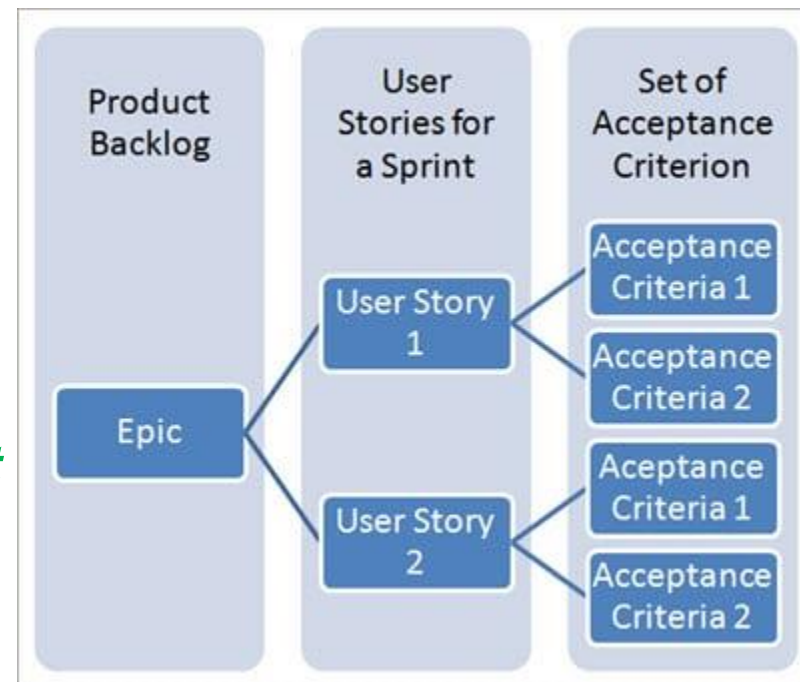 Product
Backlog
User
Stories for
a Sprint
Set of
Acceptance
Criterion
Epic
User Story
1
User Story
2
Acceptance
Criteria 1
Acceptance
Criteria 2
Aceptance
Criteria 1
Acceptance
Criteria 2